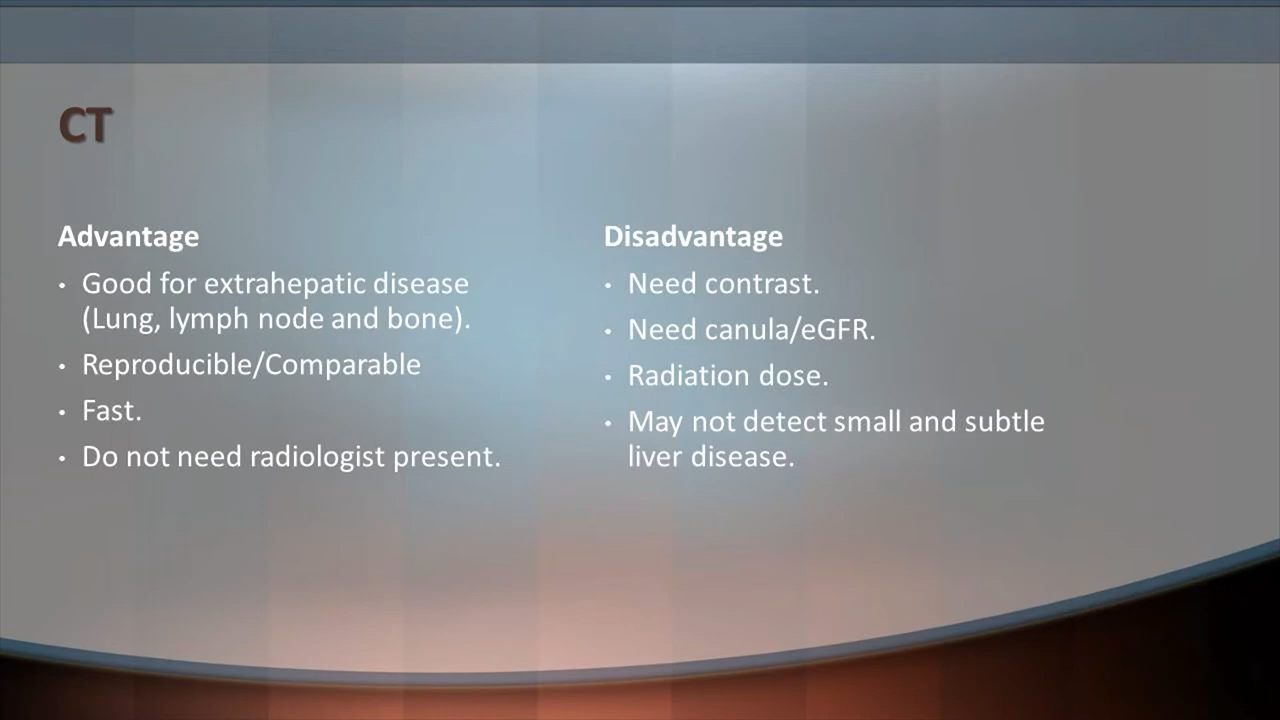 CT
Advantage
• Good for extrahepatic disease
(Lung, lymph node and bone).
• Reproducible/Comparable
• Fast.
• Do not need radiologist present.
Disadvantage
• Need contrast.
• Need canula/eGFR.
• Radiation dose.
• May not detect small and subtle
liver disease.